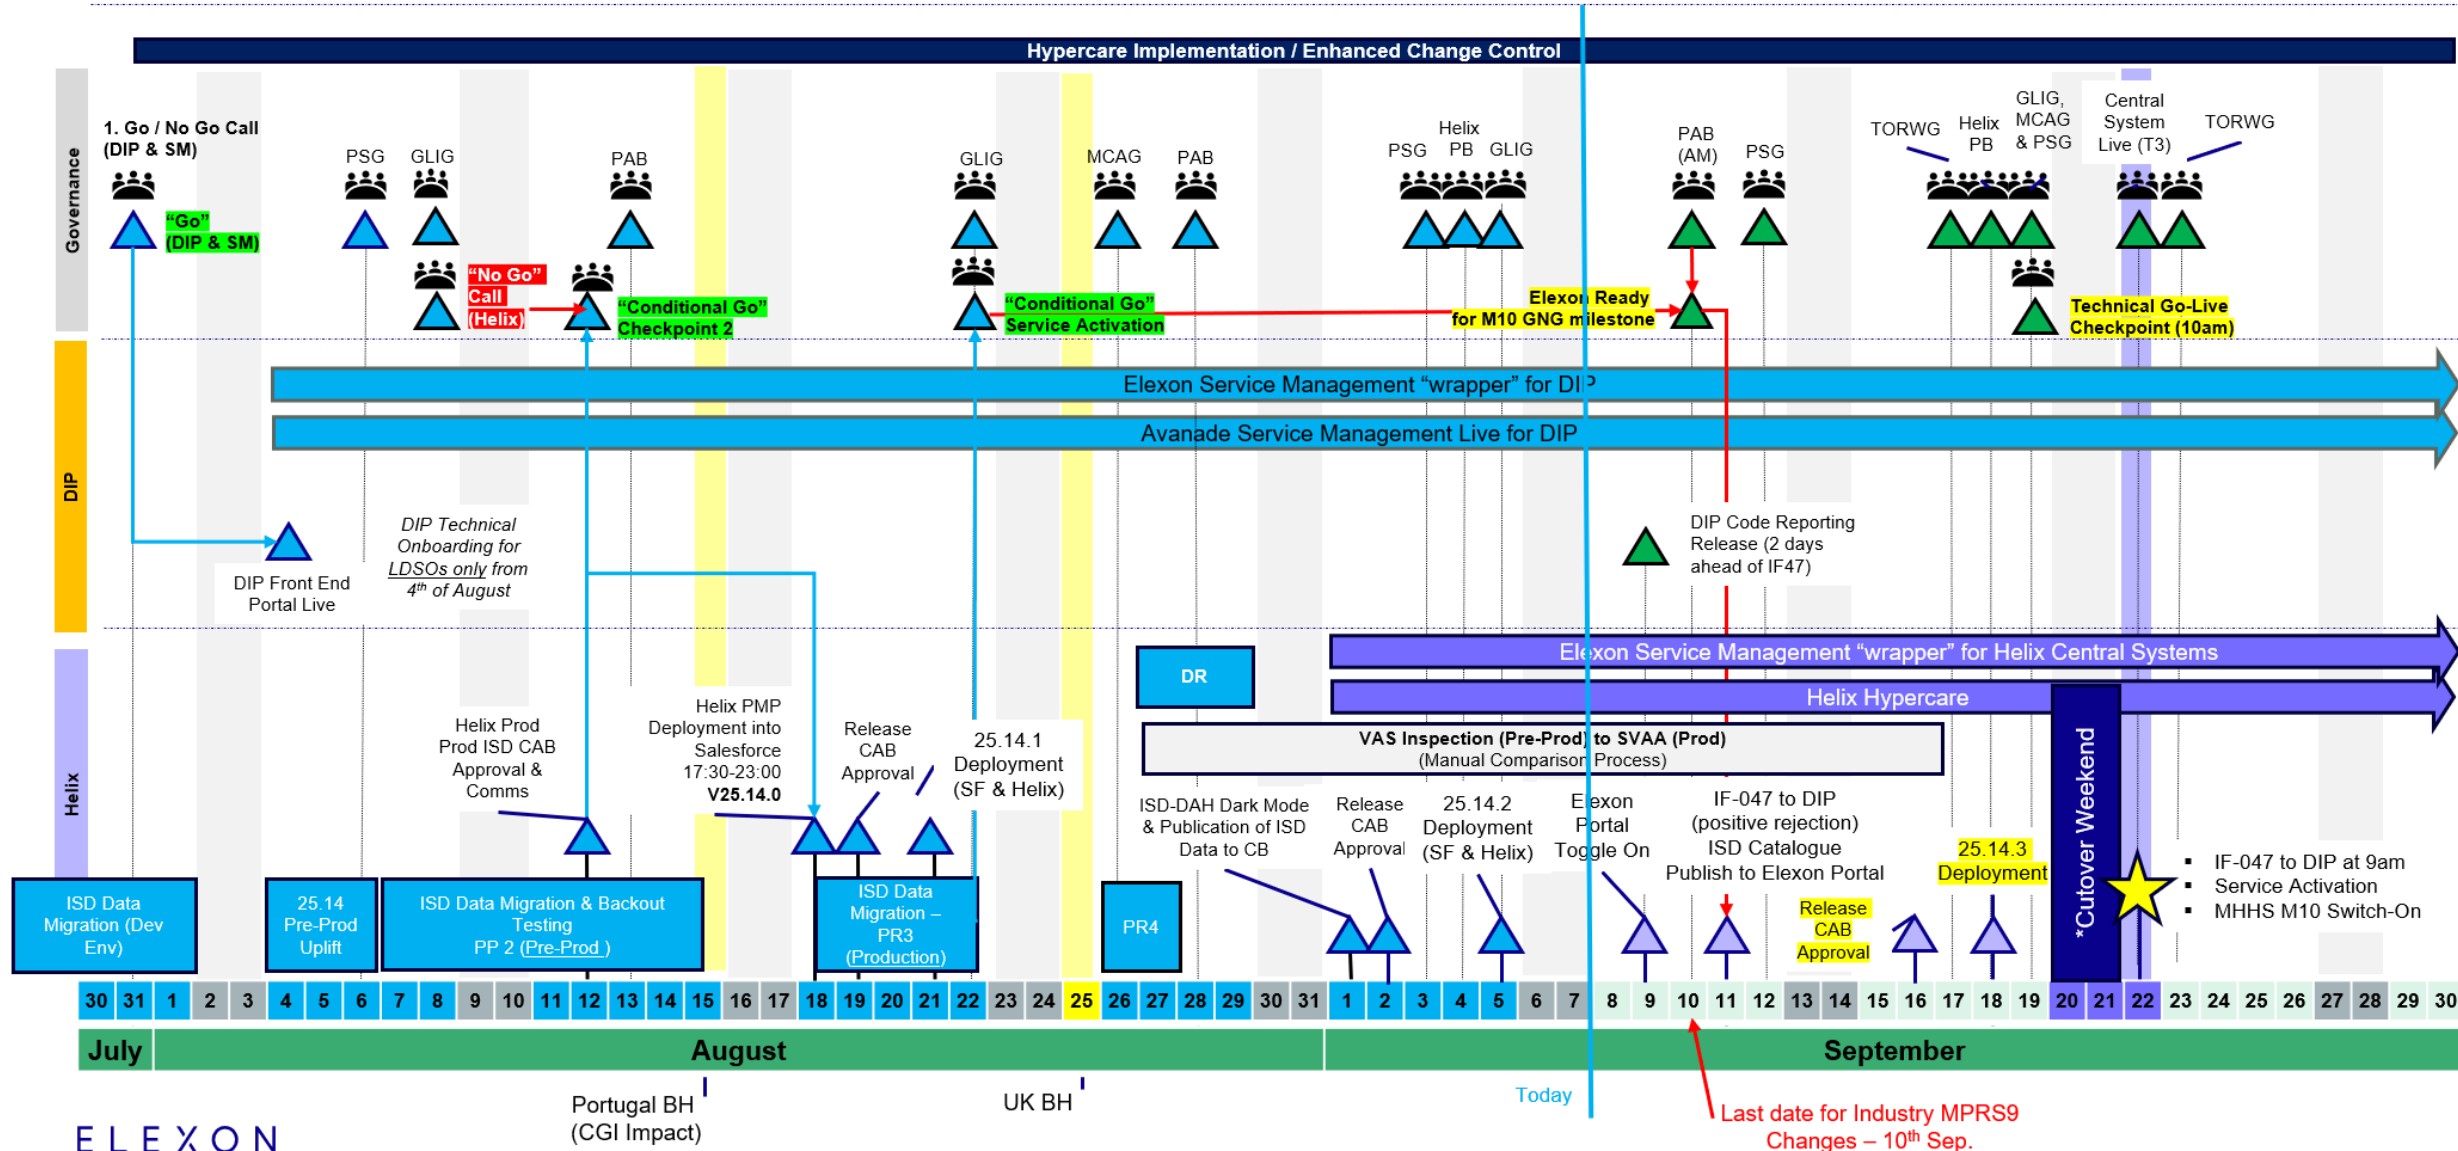 Hypercare Implementation / Enhanced Change Control
Governance
1. Go / No Go Call
(DIP & SM)
“Go”
(DIP & SM)
PSG
GLIG
“No Go”
Call
(Helix)
PAB
“Conditional Go”
Checkpoint 2
GLIG
“Conditional Go”
Service Activation
MCAG
PAB
PSG
Helix
PB
GLIG
Elexon Ready
for M10 GNG milestone
PAB
(AM)
PSG
TORWG
Helix
PB
GLIG,
MCAG
& PSG
Technical Go-Live
Checkpoint (10am)
Central
System
Live (T3)
TORWG
DIP
Elexon Service Management “wrapper” for DIP
Avanade Service Management Live for DIP
DIP Front End
Portal Live
DIP Technical
Onboarding for
LDSOs only from
4th of August
DIP Code Reporting
Release (2 days
ahead of IF47)
Helix
Elexon Service Management “wrapper” for Helix Central Systems
Helix Hypercare
DR
VAS Inspection (Pre-Prod) to SVAA (Prod)
(Manual Comparison Process)
Helix Prod
Prod ISD CAB
Approval &
Comms
Helix PMP
Deployment into
Salesforce
17:30-23:00
V25.14.0
Release
CAB
Approval
25.14.1
Deployment
(SF & Helix)
ISD-DAH Dark Mode
& Publication of ISD
Data to CB
Release
CAB
Approval
25.14.2
Deployment
(SF & Helix)
Elexon
Portal
Toggle On
IF-047 to DIP
(positive rejection)
ISD Catalogue
Publish to Elexon Portal
Release
CAB
Approval
25.14.3
Deployment
*Cutover Weekend
▪ IF-047 to DIP at 9am
▪ Service Activation
▪ MHHS M10 Switch-On
ISD Data
Migration (Dev
Env)
25.14
Pre-Prod
Uplift
ISD Data Migration & Backout
Testing
PP 2 (Pre-Prod )
ISD Data
Migration –
PR3
(Production)
PR4
30 31 1 2 3 4 5 6 7 8 9 10 11 12 13 14 15 16 17 18 19 20 21 22 23 24 25 26 27 28 29 30 31 1 2 3 4 5 6 7 8 9 10 11 12 13 14 15 16 17 18 19 20 21 22 23 24 25 26 27 28 29 30
July August September
Portugal BH
(CGI Impact)
UK BH
Today
Last date for Industry MPRS9
Changes – 10th Sep.
ELEXON